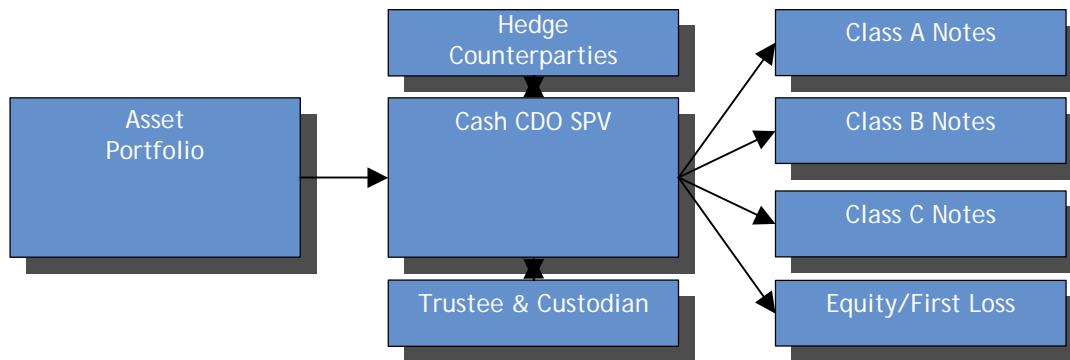 Hedge
Counterparties
Class A Notes
Asset
Portfolio
Cash CDO SPV
Class B Notes
Class C Notes
Trustee & Custodian
Equity/First Loss